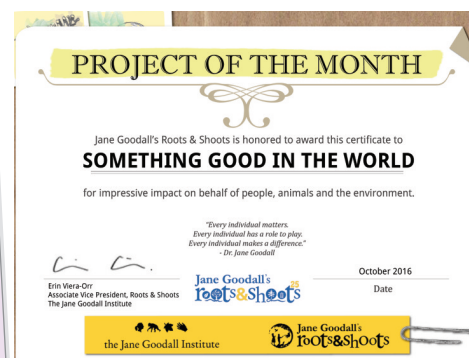 PROJECT OF THE MONTH
Jane Goodall's Roots & Shoots is honored to award this certificate to
SOMETHING GOOD IN THE WORLD
for impressive impact on behalf of people, animals and the environment.
"Every individual matters.
Every individual has a role to play.
Every individual makes a difference."
- Dr. Jane Goodall
Erin Viera-Orr
Associate Vice President, Roots & Shoots
The Jane Goodall Institute
Jane Goodall's
25
roots&shoots
October 2016
Date
the Jane Goodall Institute
Jane Goodall's
roots&shoots